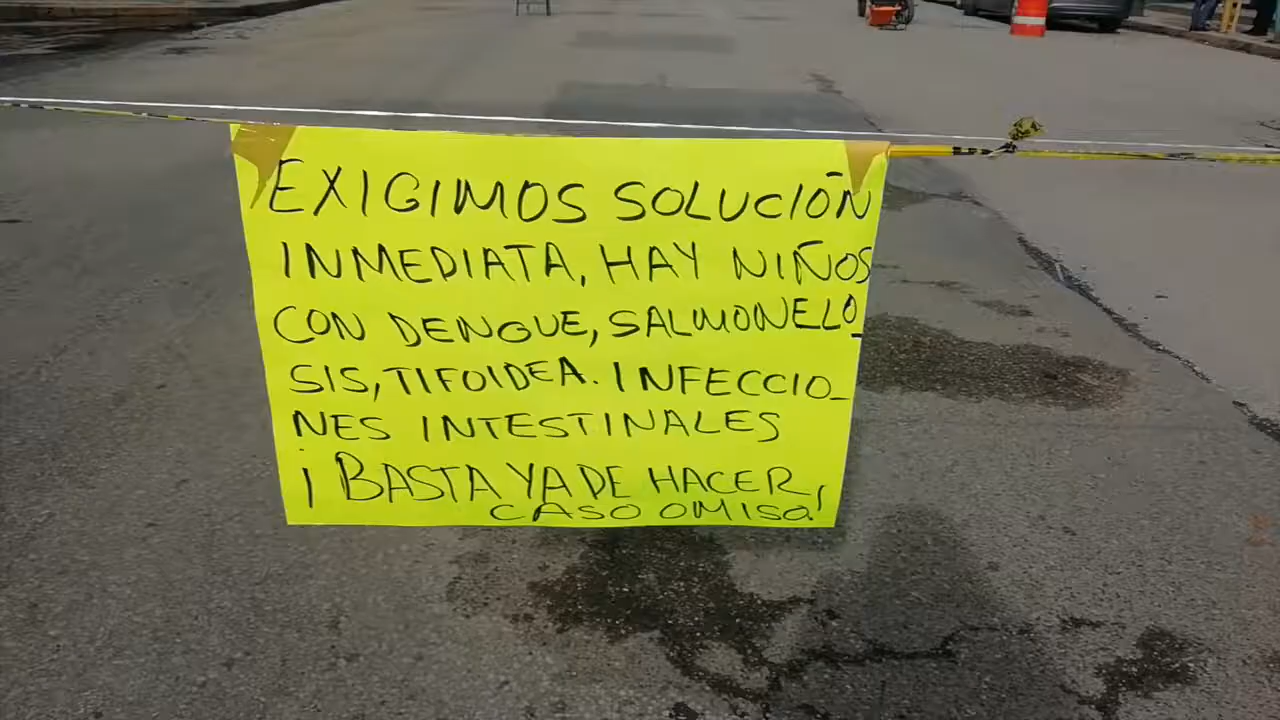 EXIGIMOS SOLUCIÓN
INMEDIATA, HAY NIÑOS
CON DENGUE, SALMONELO_
SIS, TIFOIDEA. INFECCIO_
NES INTESTINALES
¡BASTA YA DE HACER
CASO OMISO!